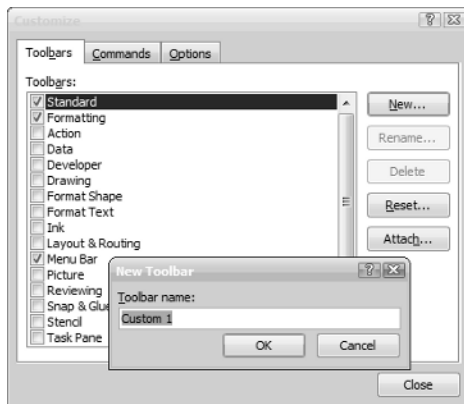 Customize
Toolbars
Commands
Options
Toolbars:
Standard
Formatting
Action
Data
Developer
Drawing
Format Shape
Format Text
Ink
Layout & Routing
Menu Bar
Picture
Reviewing
Snap & Glue
Stencil
Task Pane
New...
Rename...
Delete
Reset...
Attach...
New Toolbar
Toolbar name:
Custom 1
OK
Cancel
Close